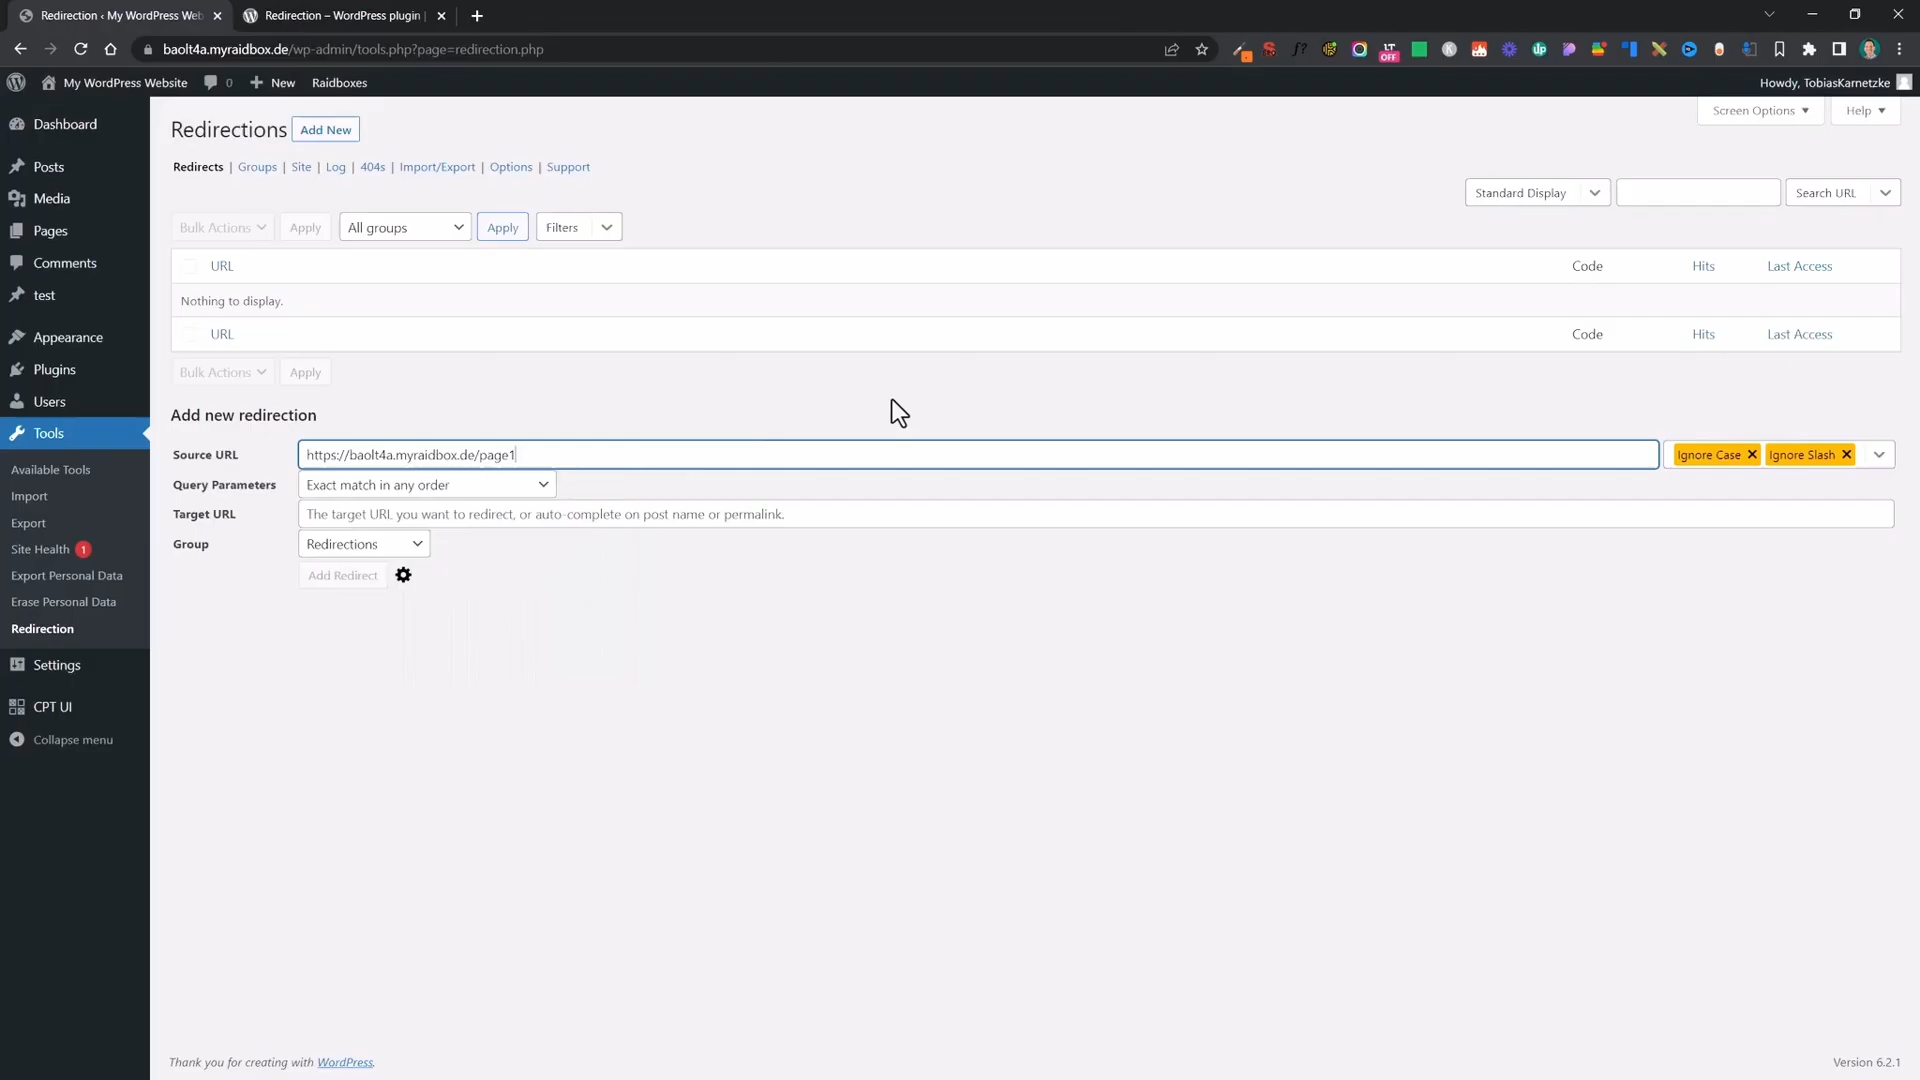 Redirection ‹ My WordPress Web
Redirection – WordPress plugin |
baolt4a.myraidbox.de/wp-admin/tools.php?page=redirection.php
LT
OFF
My WordPress Website
0
New
Raidboxes
Howdy, TobiasKarnetzke
Dashboard
Posts
Media
Pages
Comments
test
Appearance
Plugins
Users
Tools
Available Tools
Import
Export
Site Health 1
Export Personal Data
Erase Personal Data
Redirection
Settings
CPT UI
Collapse menu
Redirections Add New
Screen Options
Help
Redirects | Groups | Site | Log | 404s | Import/Export | Options | Support
Standard Display
Search URL
Bulk Actions
Apply
All groups
Apply
Filters
URL Code Hits Last Access
Nothing to display.
URL Code Hits Last Access
Bulk Actions
Apply
Add new redirection
Source URL
https://baolt4a.myraidbox.de/page1
Ignore Case
Ignore Slash
Query Parameters
Exact match in any order
Target URL
The target URL you want to redirect, or auto-complete on post name or permalink.
Group
Redirections
Add Redirect
Thank you for creating with WordPress.
Version 6.2.1